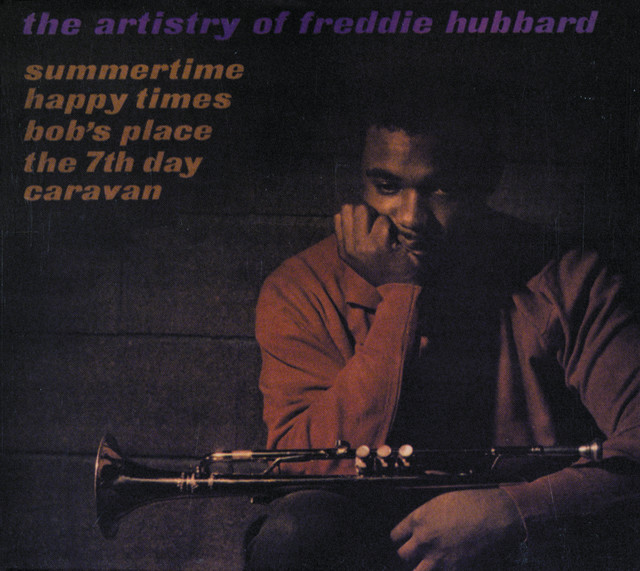 the artistry of freddie hubbard
summertime
happy times
bob's place
the 7th day
caravan